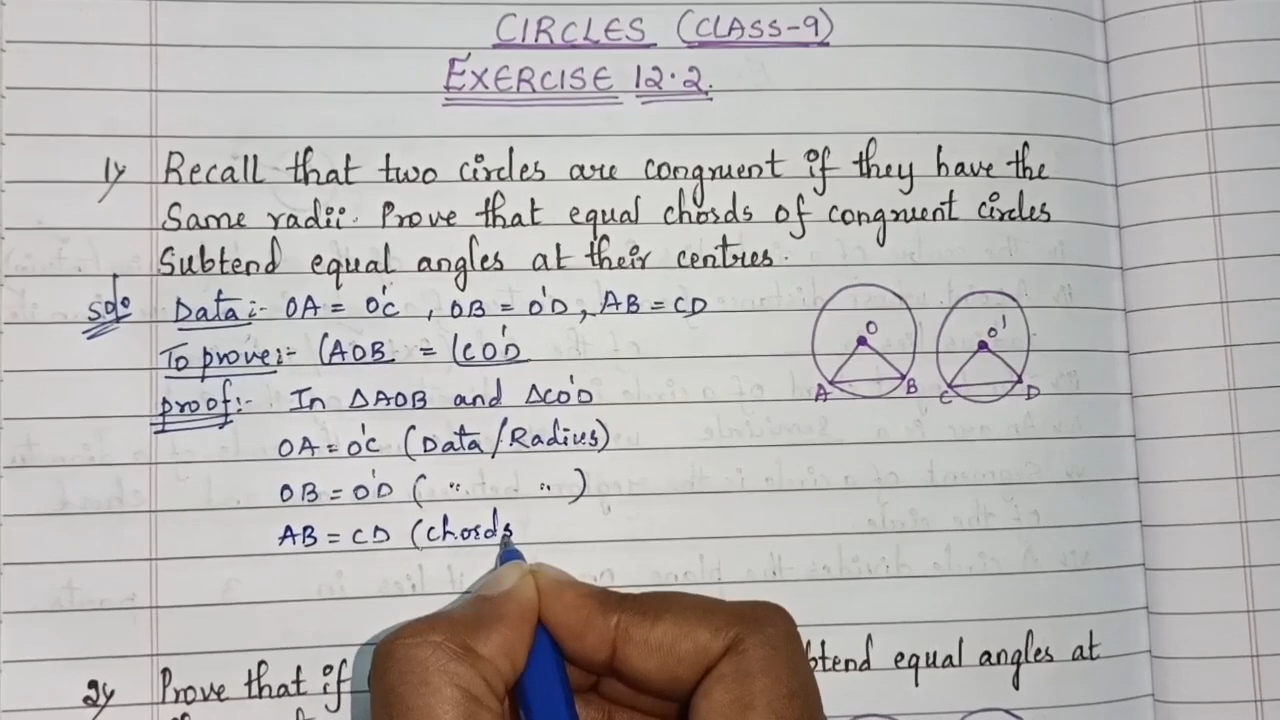 CIRCLES (CLASS-9)
EXERCISE 12.2.
1) Recall that two circles are congruent if they have the
Same radii. Prove that equal chords of congruent circles
Subtend equal angles at their centres.
Soln Data:- OA = O'C, OB = O'D, AB = CD
To prove:- ∠AOB = ∠CO'D
proof:- In △AOB and △CO'D
OA = O'C (Data/Radius)
OB = O'D ( " " )
AB = CD (Chords
O
A B
O'
C D
2) Prove that if
btend equal angles at